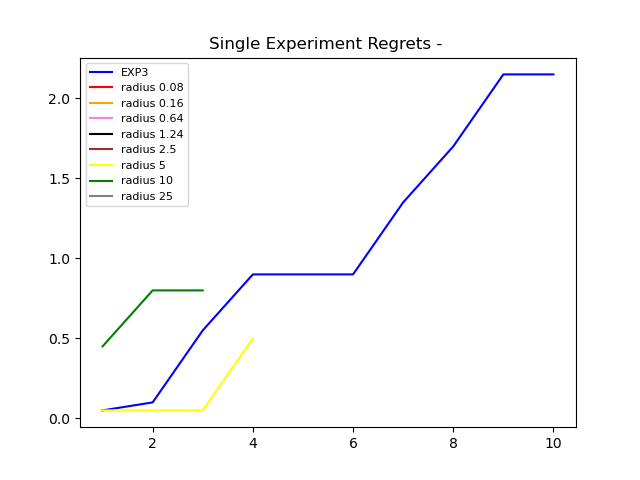 Single Experiment Regrets -
EXP3
radius 0.08
radius 0.16
radius 0.64
radius 1.24
radius 2.5
radius 5
radius 10
radius 25
2.0
1.5
1.0
0.5
0.0
2 4 6 8 10